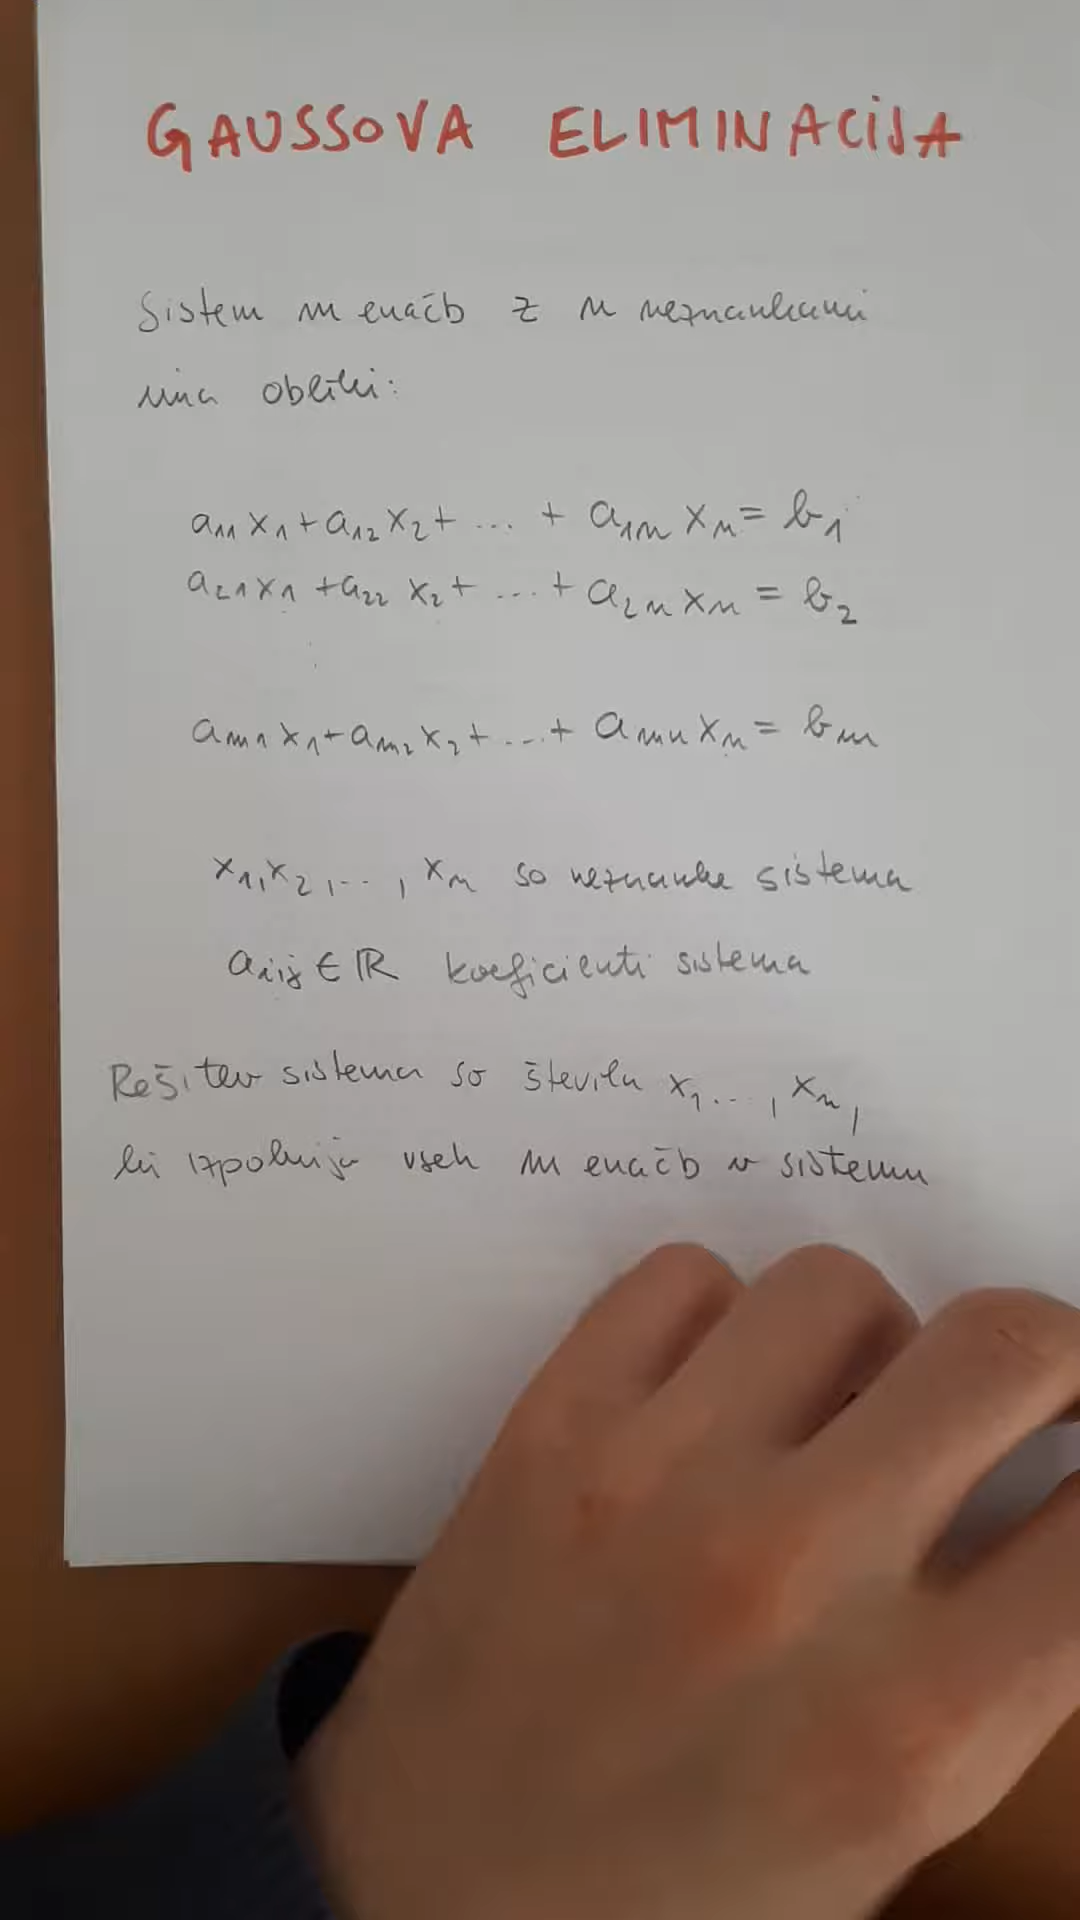 GAUSSOVA ELIMINACIJA
Sistem m enačb z n neznankami
ima obliki:
a11 x1 + a12 x2 + ... + a1n xn = b1
a21 x1 + a22 x2 + ... + a2n xn = b2
am1 x1 + am2 x2 + ... + amn xn = bm
x1, x2, ..., xn so neznanke sistema
aij ∈ ℝ koeficienti sistema
Rešitev sistema so števila x1 ..., xn,
ki izpolnija vseh m enačb v sistemu